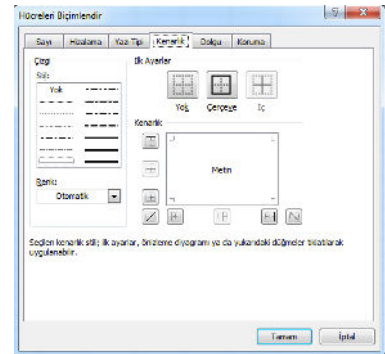 Hücreleri Biçimlendir
Sayı Hizalama Yazı Tipi Kenarlık Dolgu Koruma
Çizgi
Stil:
Yok
Renk:
Otomatik
İlk Ayarlar
Yok Çerçeve İç
Kenarlık
Metin
Seçilen kenarlık stili; ilk ayarlar, önizleme diyagramı ya da yukarıdaki düğmeler tıklatılarak
uygulanabilir.
Tamam İptal